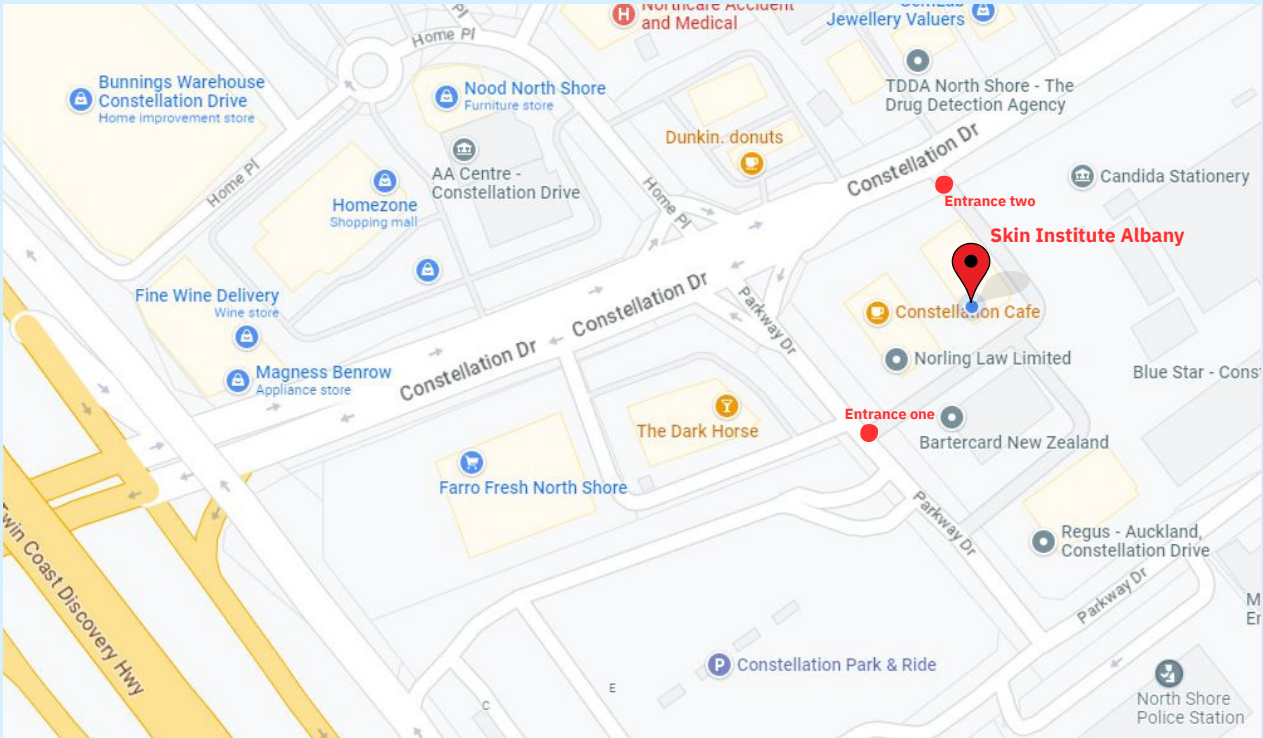 Pl
Home Pl
Northcare Accident
and Medical
Jewellery Valuers
Bunnings Warehouse
Constellation Drive
Home improvement store
Nood North Shore
Furniture store
TDDA North Shore - The
Drug Detection Agency
Dunkin. donuts
Constellation Dr
AA Centre -
Constellation Drive
Home Pl
Homezone
Shopping mall
Home Pl
Candida Stationery
Entrance two
Skin Institute Albany
Fine Wine Delivery
Wine store
Constellation Dr
Parkway Dr
Constellation Cafe
Norling Law Limited
Constellation Dr
Magness Benrow
Appliance store
Blue Star - Cons
The Dark Horse
Entrance one
Bartercard New Zealand
Farro Fresh North Shore
Parkway Dr
Regus - Auckland,
Constellation Drive
Parkway Dr
win Coast Discovery Hwy
M
Er
P
Constellation Park & Ride
E
C
North Shore
Police Station
H